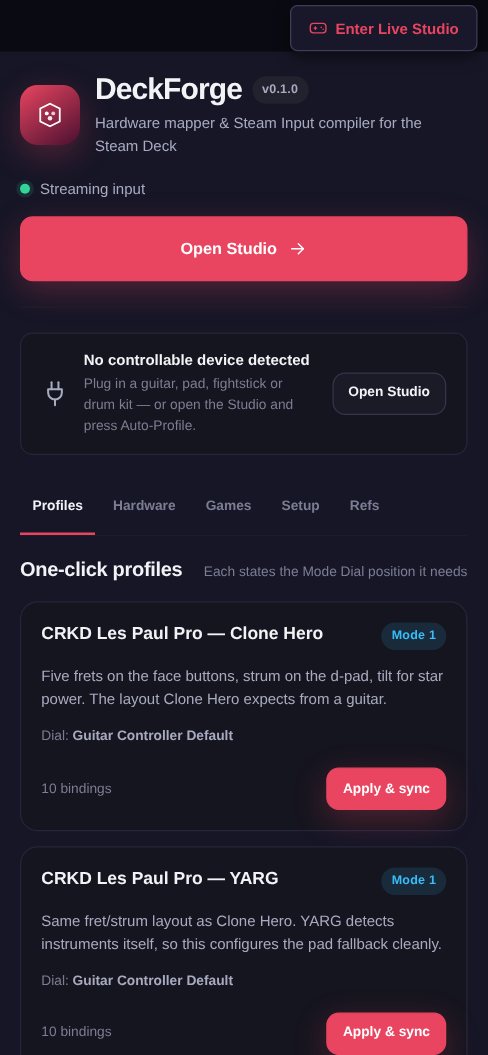 Enter Live Studio
DeckForge v0.1.0
Hardware mapper & Steam Input compiler for the
Steam Deck
Streaming input
Open Studio →
No controllable device detected
Plug in a guitar, pad, fightstick or
drum kit — or open the Studio and
press Auto-Profile.
Open Studio
Profiles Hardware Games Setup Refs
One-click profiles Each states the Mode Dial position it needs
CRKD Les Paul Pro — Clone Hero Mode 1
Five frets on the face buttons, strum on the d-pad, tilt for star
power. The layout Clone Hero expects from a guitar.
Dial: Guitar Controller Default
10 bindings Apply & sync
CRKD Les Paul Pro — YARG Mode 1
Same fret/strum layout as Clone Hero. YARG detects
instruments itself, so this configures the pad fallback cleanly.
Dial: Guitar Controller Default
10 bindings Apply & sync